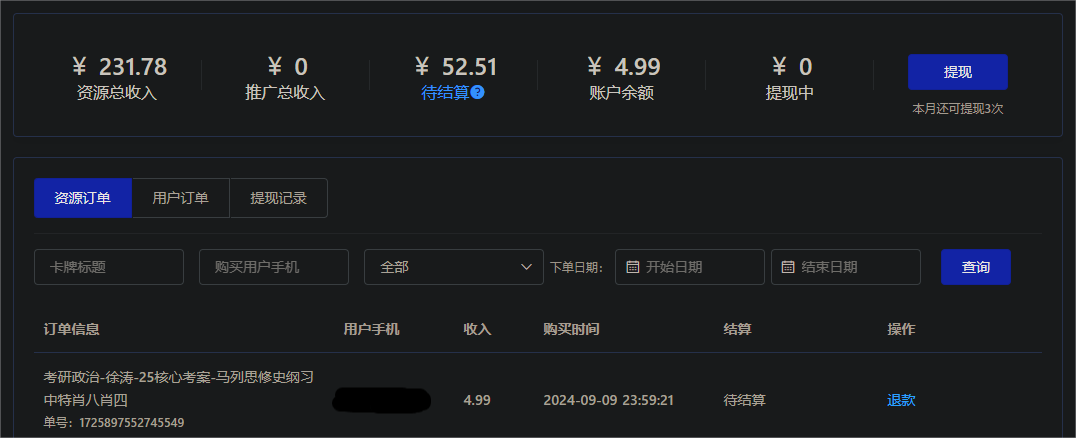 ¥ 231.78
资源总收入
¥ 0
推广总收入
¥ 52.51
待结算?
¥ 4.99
账户余额
¥ 0
提现中
提现
本月还可提现3次
资源订单 用户订单 提现记录
卡牌标题 购买用户手机 全部 下单日期: 开始日期 结束日期 查询
订单信息 用户手机 收入 购买时间 结算 操作
考研政治-徐涛-25核心考案-马列思修史纲习
中特肖八肖四
4.99 2024-09-09 23:59:21 待结算 退款
单号: 1725897552745549